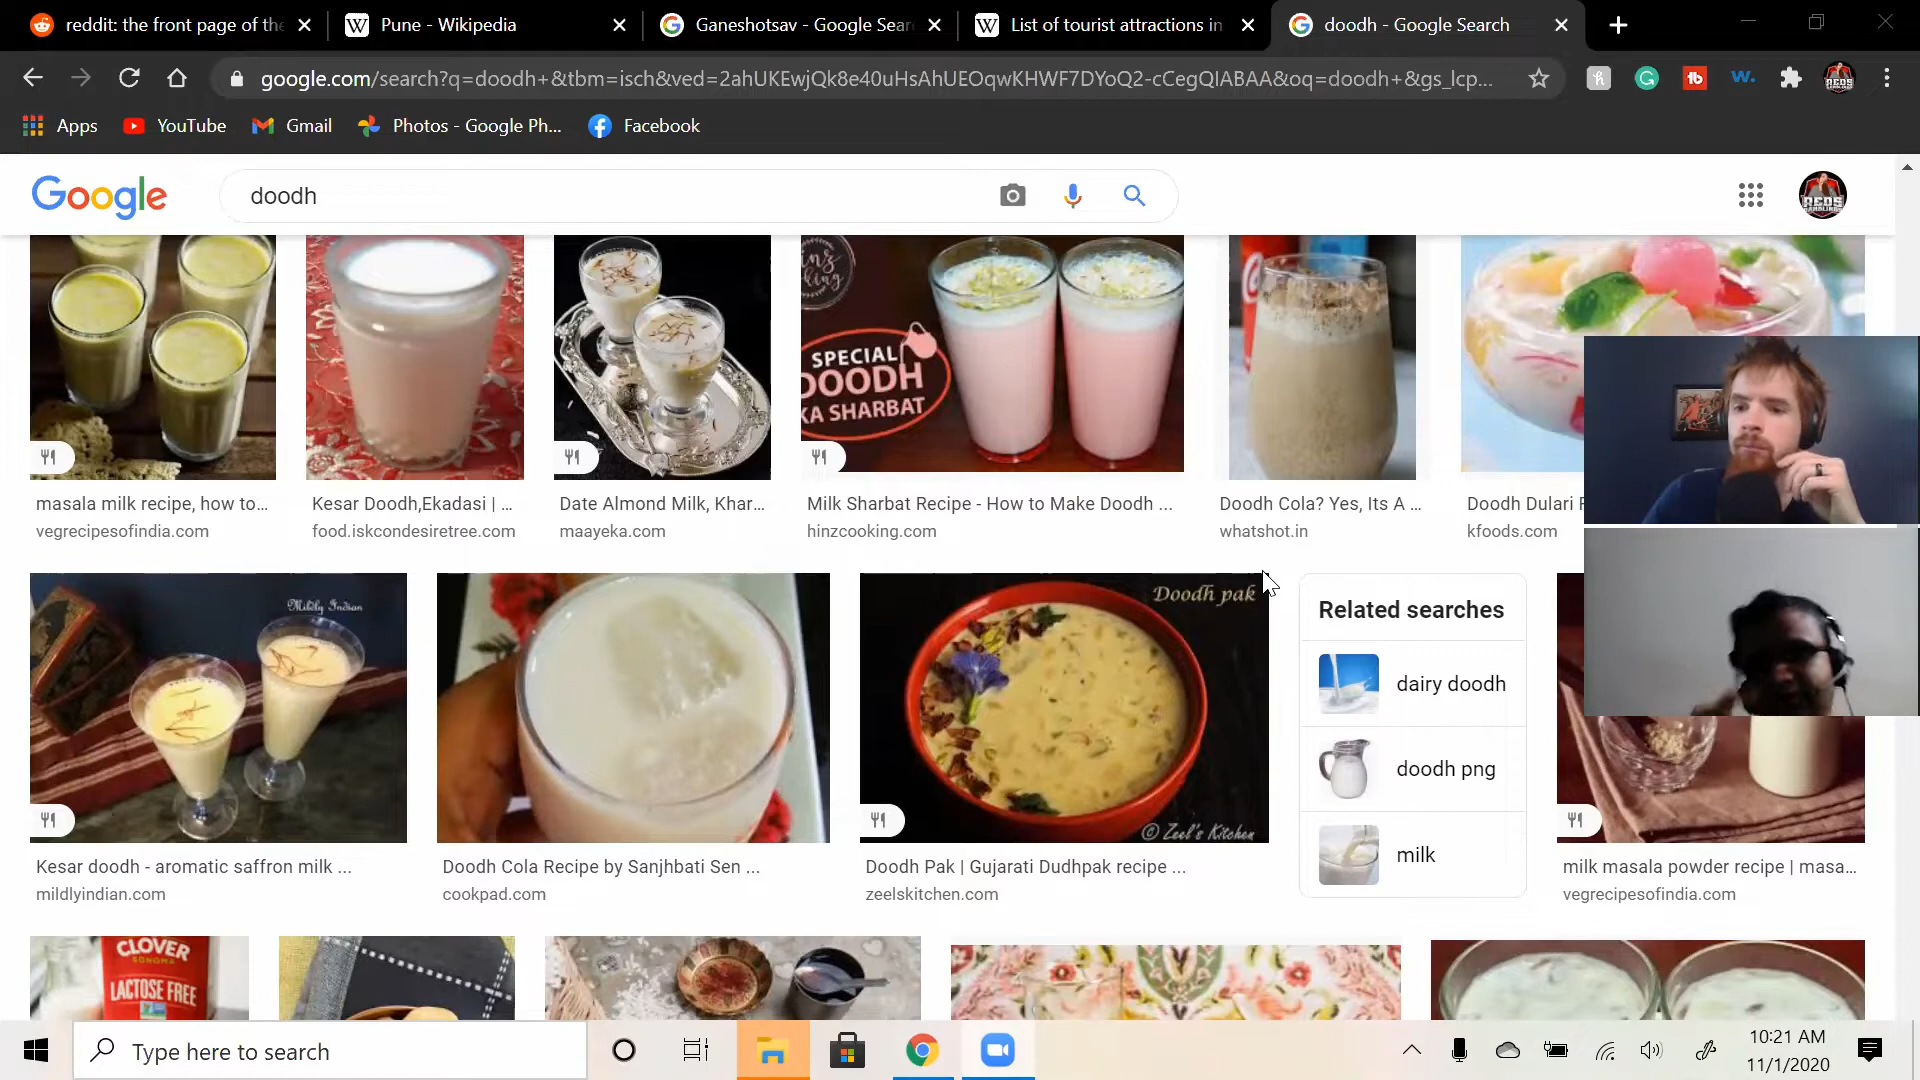 reddit: the front page of the
Pune - Wikipedia
Ganeshotsav - Google Sear
List of tourist attractions in
doodh - Google Search
google.com/search?q=doodh+&tbm=isch&ved=2ahUKEwjQk8e40uHsAhUEOqwKHWF7DYoQ2-cCegQIABAA&oq=doodh+&gs_lcp...
Apps
YouTube
Gmail
Photos - Google Ph...
Facebook
Google
doodh
SPECIAL
DOODH
KA SHARBAT
masala milk recipe, how to...
vegrecipesofindia.com
Kesar Doodh,Ekadasi | ...
food.iskcondesiretree.com
Date Almond Milk, Khar...
maayeka.com
Milk Sharbat Recipe - How to Make Doodh ...
hinzcooking.com
Doodh Cola? Yes, Its A ...
whatshot.in
Doodh Dulari
kfoods.com
Mildly Indian
Doodh pak
© Zeel's Kitchen
Related searches
dairy doodh
doodh png
milk
Kesar doodh - aromatic saffron milk ...
mildlyindian.com
Doodh Cola Recipe by Sanjhbati Sen ...
cookpad.com
Doodh Pak | Gujarati Dudhpak recipe ...
zeelskitchen.com
milk masala powder recipe | masa...
vegrecipesofindia.com
CLOVER
SONOMA
LACTOSE FREE
Type here to search
10:21 AM
11/1/2020